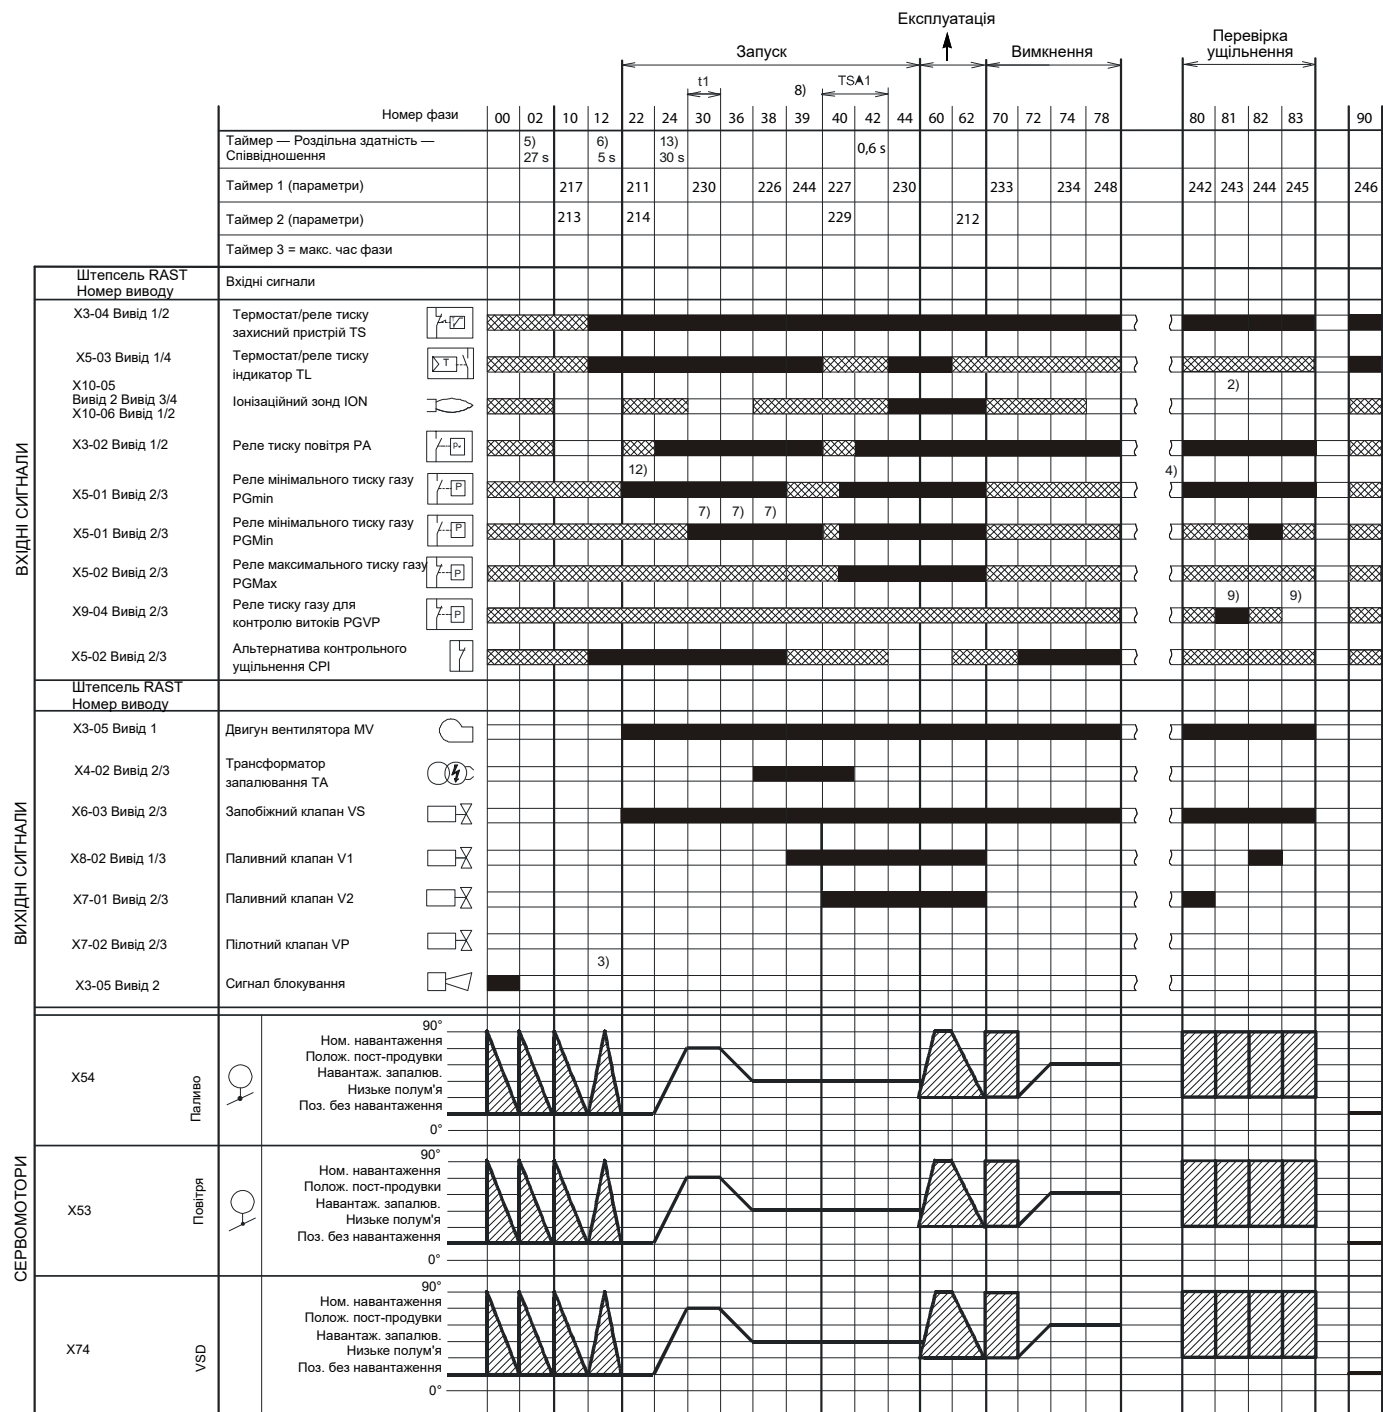 Експлуатація
Запуск
Вимкнення
Перевірка
ущільнення
t1
8)
TSA1
Номер фази 00 02 10 12 22 24 30 36 38 39 40 42 44 60 62 70 72 74 78 80 81 82 83 90
Таймер — Роздільна здатність —
Співвідношення
5)
27 s
6)
5 s
13)
30 s
0,6 s
Таймер 1 (параметри) 217 211 230 226 244 227 230 233 234 248 242 243 244 245 246
Таймер 2 (параметри) 213 214 229 212
Таймер 3 = макс. час фази
Штепсель RAST
Номер виводу
Вхідні сигнали
ВХІДНІ СИГНАЛИ
X3-04 Вивід 1/2
Термостат/реле тиску
захисний пристрій TS
X5-03 Вивід 1/4
Термостат/реле тиску
індикатор TL
T
2)
X10-05
Вивід 2 Вивід 3/4
X10-06 Вивід 1/2
Іонізаційний зонд ION
X3-02 Вивід 1/2
Реле тиску повітря PA
P
12)
4)
X5-01 Вивід 2/3
Реле мінімального тиску газу
PGmin
P
7) 7) 7)
X5-01 Вивід 2/3
Реле мінімального тиску газу
PGMin
P
X5-02 Вивід 2/3
Реле максимального тиску газу
PGMax
P
9) 9)
X9-04 Вивід 2/3
Реле тиску газу для
контролю витоків PGVP
P
X5-02 Вивід 2/3
Альтернатива контрольного
ущільнення CPI
Штепсель RAST
Номер виводу
ВИХІДНІ СИГНАЛИ
X3-05 Вивід 1
Двигун вентилятора MV
X4-02 Вивід 2/3
Трансформатор
запалювання TA
X6-03 Вивід 2/3
Запобіжний клапан VS
X8-02 Вивід 1/3
Паливний клапан V1
X7-01 Вивід 2/3
Паливний клапан V2
X7-02 Вивід 2/3
Пілотний клапан VP
3)
X3-05 Вивід 2
Сигнал блокування
СЕРВОМОТОРИ
X54
Паливо
90°
Ном. навантаження
Полож. пост-продувки
Навантаж. запалюв.
Низьке полум'я
Поз. без навантаження
0°
X53
Повітря
90°
Ном. навантаження
Полож. пост-продувки
Навантаж. запалюв.
Низьке полум'я
Поз. без навантаження
0°
X74
VSD
90°
Ном. навантаження
Полож. пост-продувки
Навантаж. запалюв.
Низьке полум'я
Поз. без навантаження
0°